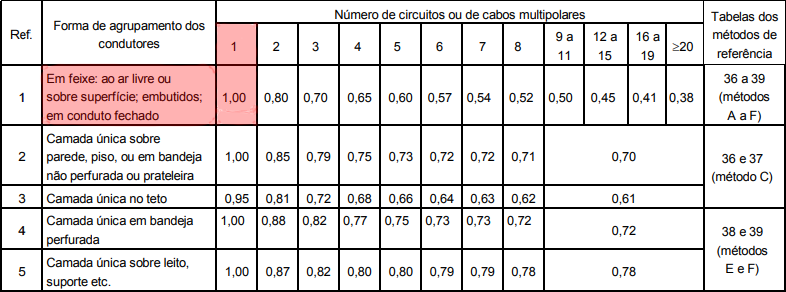 Ref. Forma de agrupamento dos condutores Número de circuitos ou de cabos multipolares Tabelas dos métodos de referência
1 2 3 4 5 6 7 8 9 a 11 12 a 15 16 a 19 ≥20
1 Em feixe: ao ar livre ou sobre superfície; embutidos; em conduto fechado 1,00 0,80 0,70 0,65 0,60 0,57 0,54 0,52 0,50 0,45 0,41 0,38 36 a 39 (métodos A a F)
2 Camada única sobre parede, piso, ou em bandeja não perfurada ou prateleira 1,00 0,85 0,79 0,75 0,73 0,72 0,72 0,71 0,70 36 e 37 (método C)
3 Camada única no teto 0,95 0,81 0,72 0,68 0,66 0,64 0,63 0,62 0,61
4 Camada única em bandeja perfurada 1,00 0,88 0,82 0,77 0,75 0,73 0,73 0,72 0,72 38 e 39 (métodos E e F)
5 Camada única sobre leito, suporte etc. 1,00 0,87 0,82 0,80 0,80 0,79 0,79 0,78 0,78